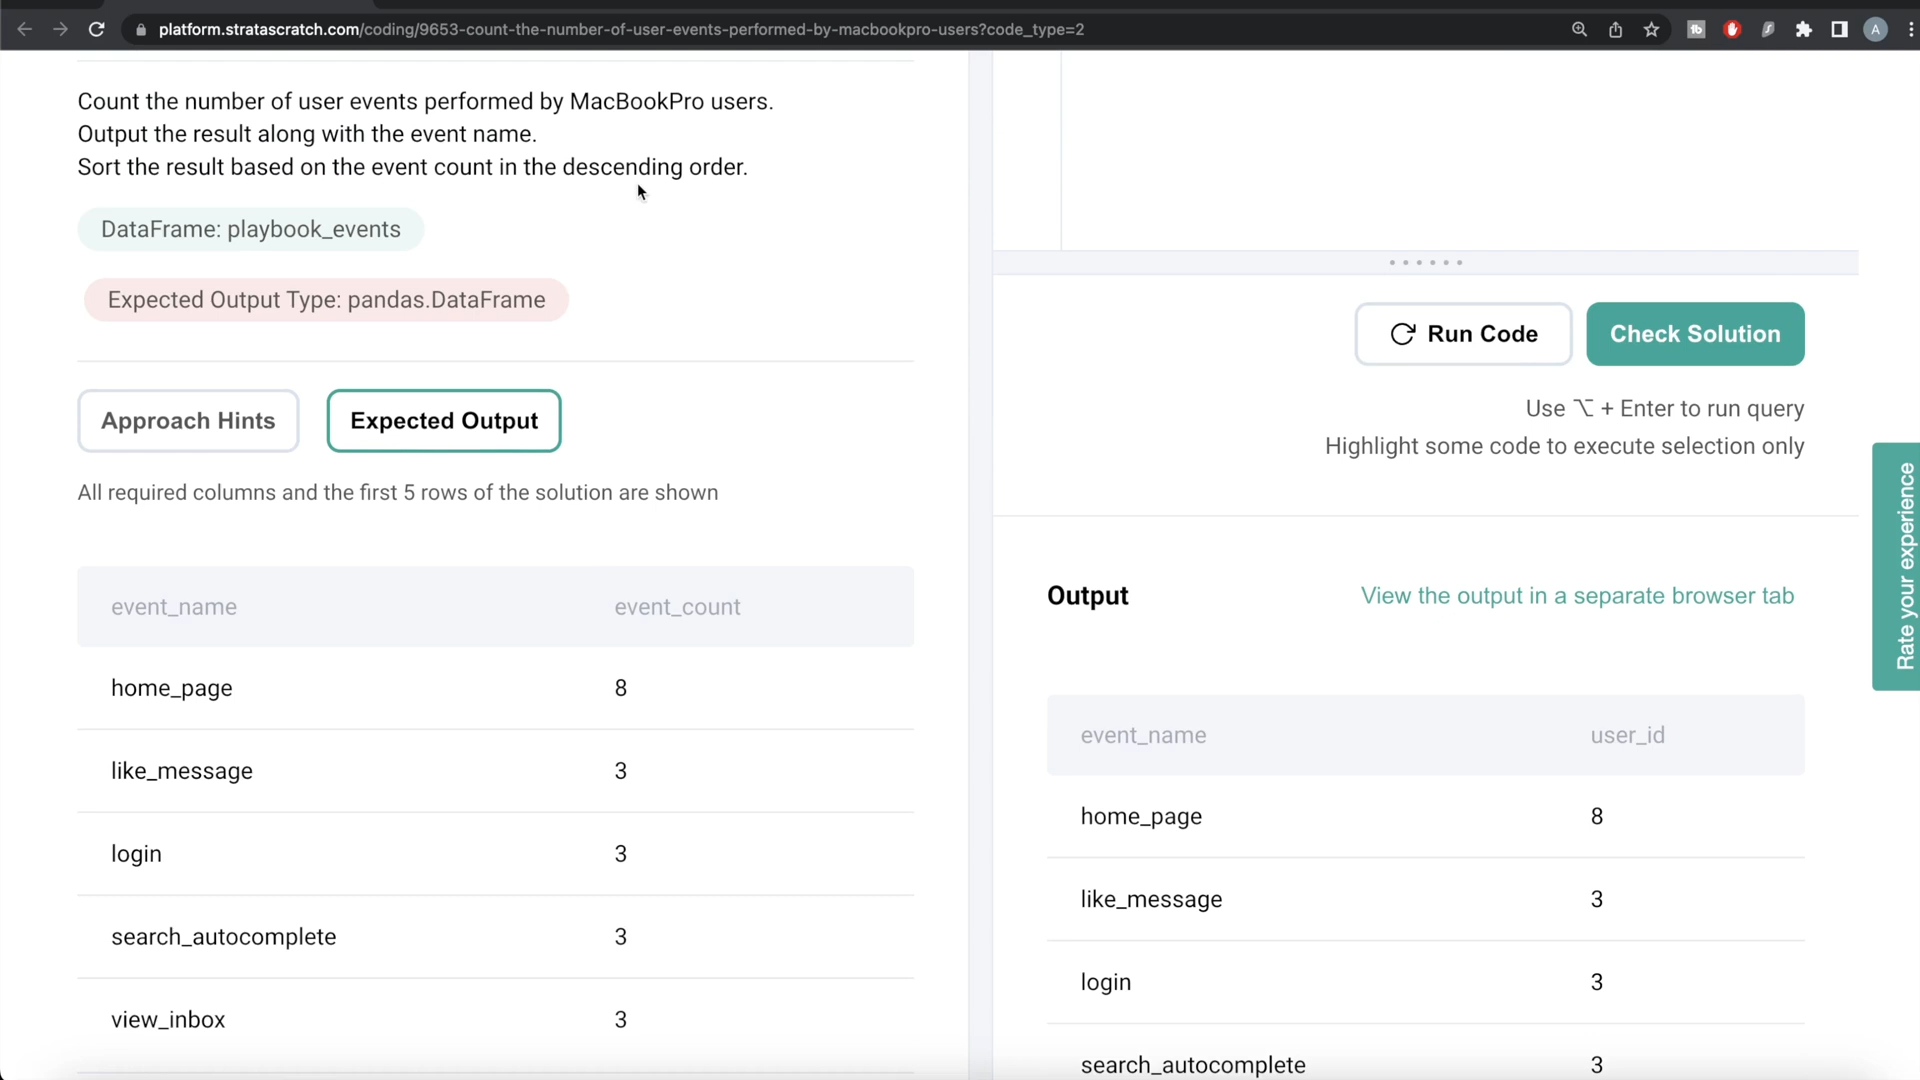 platform.stratascratch.com/coding/9653-count-the-number-of-user-events-performed-by-macbookpro-users?code_type=2
A
Count the number of user events performed by MacBookPro users.
Output the result along with the event name.
Sort the result based on the event count in the descending order.
DataFrame: playbook_events
Expected Output Type: pandas.DataFrame
Approach Hints
Expected Output
All required columns and the first 5 rows of the solution are shown
event_name event_count
home_page 8
like_message 3
login 3
search_autocomplete 3
view_inbox 3
Run Code
Check Solution
Use ⌥ + Enter to run query
Highlight some code to execute selection only
Output
View the output in a separate browser tab
event_name user_id
home_page 8
like_message 3
login 3
search_autocomplete 3
Rate your experience